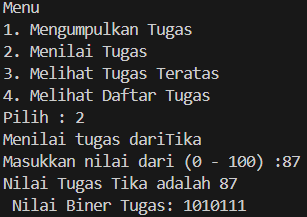 Menu
1. Mengumpulkan Tugas
2. Menilai Tugas
3. Melihat Tugas Teratas
4. Melihat Daftar Tugas
Pilih : 2
Menilai tugas dariTika
Masukkan nilai dari (0 - 100) :87
Nilai Tugas Tika adalah 87
 Nilai Biner Tugas: 1010111